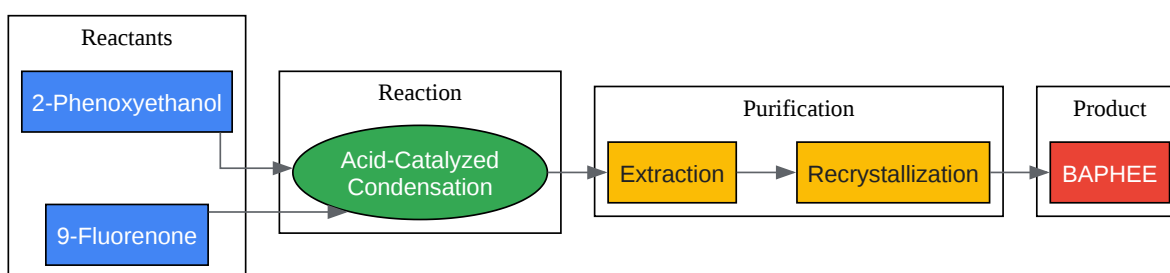 Reactants
2-Phenoxyethanol
9-Fluorenone
Reaction
Acid-Catalyzed
Condensation
Purification
Extraction
Recrystallization
Product
BAPHEE